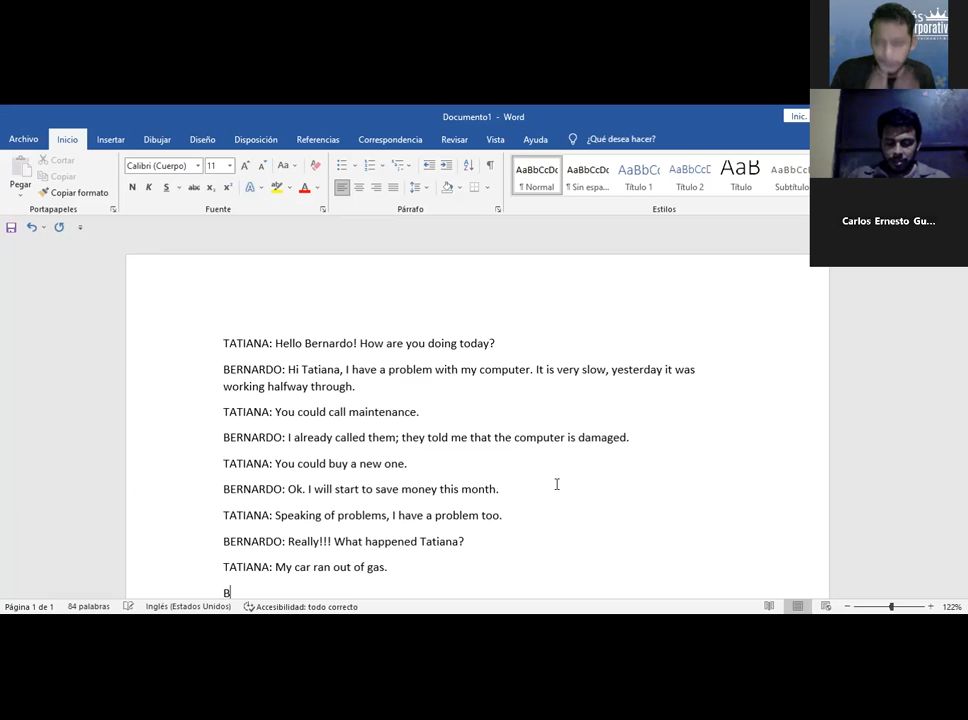 Documento1 - Word
Inic.
Archivo Inicio Insertar Dibujar Diseño Disposición Referencias Correspondencia Revisar Vista Ayuda ¿Qué desea hacer?
Pegar
Cortar
Copiar
Copiar formato
Calibri (Cuerpo) 11
AaBbCcDc AaBbCcDc AaBbCc AaBbCcC AaB AaBbCcC
¶ Normal ¶ Sin espa... Título 1 Título 2 Título Subtítulo
Portapapeles Fuente Párrafo Estilos
Carlos Ernesto Gu...
TATIANA: Hello Bernardo! How are you doing today?
BERNARDO: Hi Tatiana, I have a problem with my computer. It is very slow, yesterday it was
working halfway through.
TATIANA: You could call maintenance.
BERNARDO: I already called them; they told me that the computer is damaged.
TATIANA: You could buy a new one.
BERNARDO: Ok. I will start to save money this month.
TATIANA: Speaking of problems, I have a problem too.
BERNARDO: Really!!! What happened Tatiana?
TATIANA: My car ran out of gas.
B
Página 1 de 1 84 palabras Inglés (Estados Unidos) Accesibilidad: todo correcto 122%